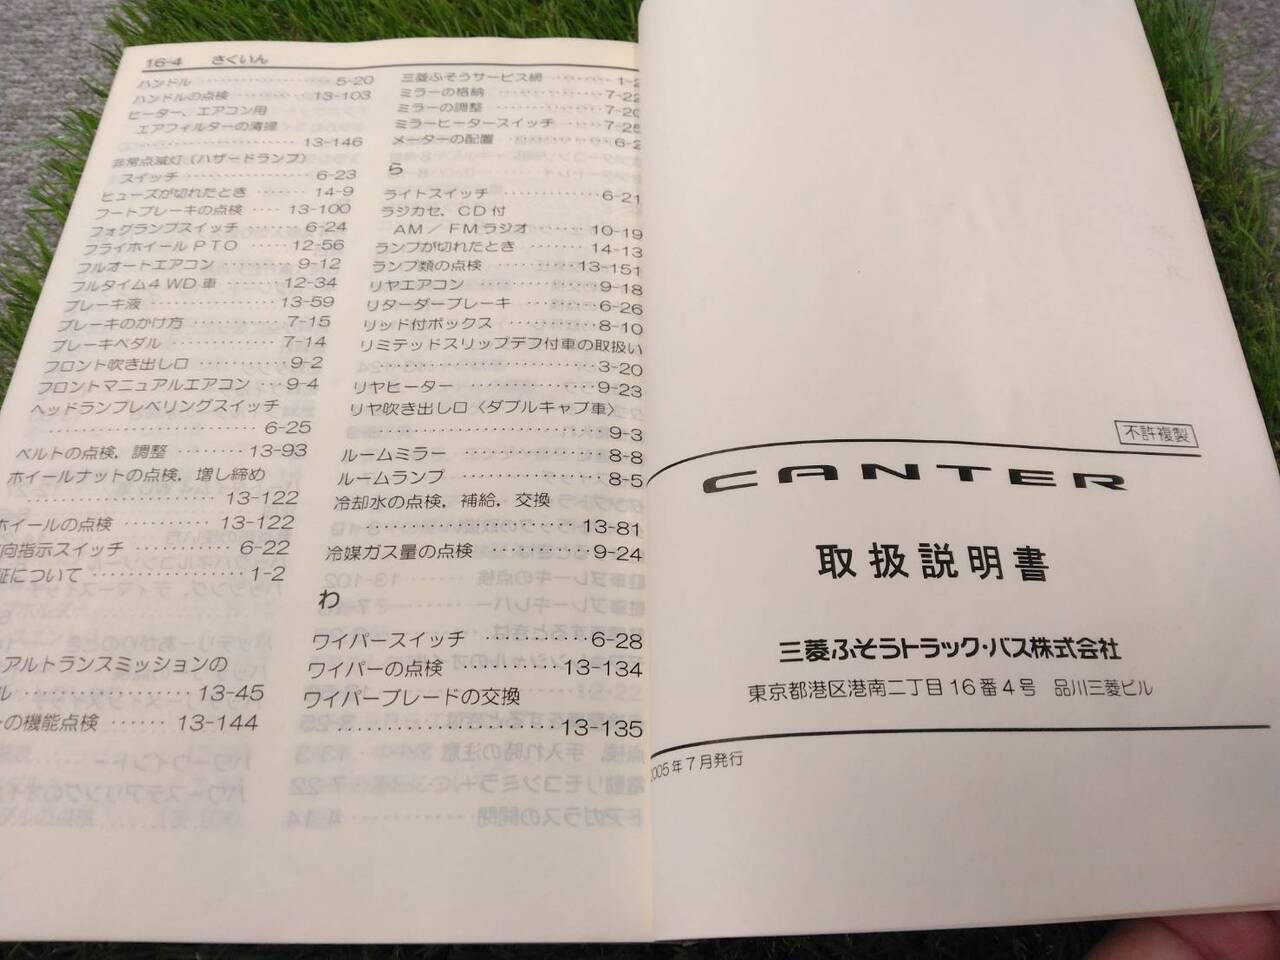 16-4 さくいん
ハンドル ………………… 5-20
ハンドルの点検 ………… 13-103
ヒーター、エアコン用
エアフィルターの清掃
………………………… 13-146
非常点滅灯（ハザードランプ）
スイッチ ………………… 6-23
ヒューズが切れたとき ……… 14-9
フートブレーキの点検 …… 13-100
フォグランプスイッチ ……… 6-24
フライホイールPTO …… 12-56
フルオートエアコン ………… 9-12
フルタイム4WD車 ……… 12-34
ブレーキ液 ……………… 13-59
ブレーキのかけ方 ………… 7-15
ブレーキペダル …………… 7-14
フロント吹き出し口 ………… 9-2
フロントマニュアルエアコン … 9-4
ヘッドランプレベリングスイッチ
………………………… 6-25
ベルトの点検，調整 ……… 13-93
ホイールナットの点検，増し締め
………………………… 13-122
ホイールの点検 ………… 13-122
向指示スイッチ …………… 6-22
証について ………………… 1-2
アルトランスミッションの
ル ……………………… 13-45
の機能点検 …… 13-144
三菱ふそうサービス網 ……… 1-2
ミラーの格納 ……………… 7-22
ミラーの調整 ……………… 7-20
ミラーヒータースイッチ …… 7-25
メーターの配置 …………… 6-2
ら
ライトスイッチ …………… 6-21
ラジカセ，CD付
AM／FMラジオ ……… 10-19
ランプが切れたとき ……… 14-13
ランプ類の点検 ………… 13-151
リヤエアコン ……………… 9-18
リターダーブレーキ ………… 6-26
リッド付ボックス …………… 8-10
リミテッドスリップデフ付車の取扱い
………………………… 3-20
リヤヒーター ……………… 9-23
リヤ吹き出し口〈ダブルキャブ車〉
………………………… 9-3
ルームミラー ……………… 8-8
ルームランプ ……………… 8-5
冷却水の点検，補給，交換
………………………… 13-81
冷媒ガス量の点検 ………… 9-24
わ
ワイパースイッチ …………… 6-28
ワイパーの点検 ………… 13-134
ワイパーブレードの交換
………………………… 13-135
不許複製
CANTER
取扱説明書
三菱ふそうトラック・バス株式会社
東京都港区港南二丁目16番4号 品川三菱ビル
2005年7月発行